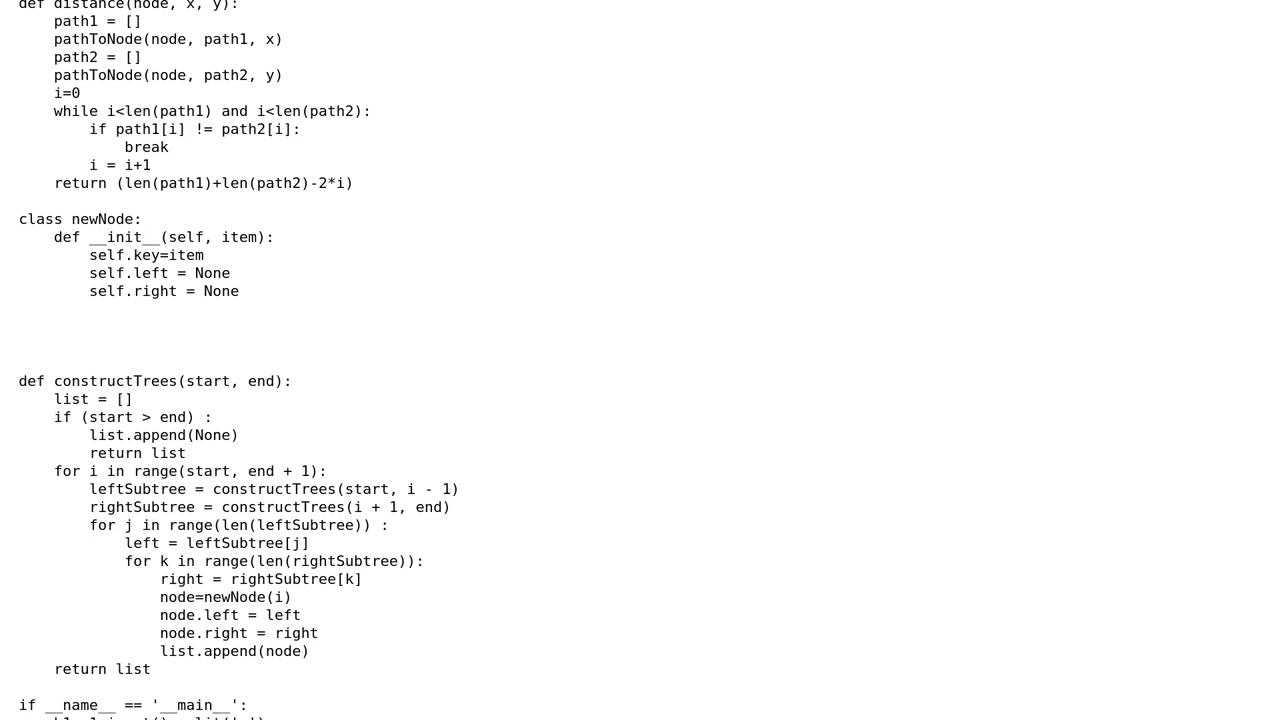 def distance(node, x, y):
    path1 = []
    pathToNode(node, path1, x)
    path2 = []
    pathToNode(node, path2, y)
    i=0
    while i<len(path1) and i<len(path2):
        if path1[i] != path2[i]:
            break
        i = i+1
    return (len(path1)+len(path2)-2*i)

class newNode:
    def __init__(self, item):
        self.key=item
        self.left = None
        self.right = None

def constructTrees(start, end):
    list = []
    if (start > end) :
        list.append(None)
        return list
    for i in range(start, end + 1):
        leftSubtree = constructTrees(start, i - 1)
        rightSubtree = constructTrees(i + 1, end)
        for j in range(len(leftSubtree)) :
            left = leftSubtree[j]
            for k in range(len(rightSubtree)):
                right = rightSubtree[k]
                node=newNode(i)
                node.left = left
                node.right = right
                list.append(node)
    return list

if __name__ == '__main__':